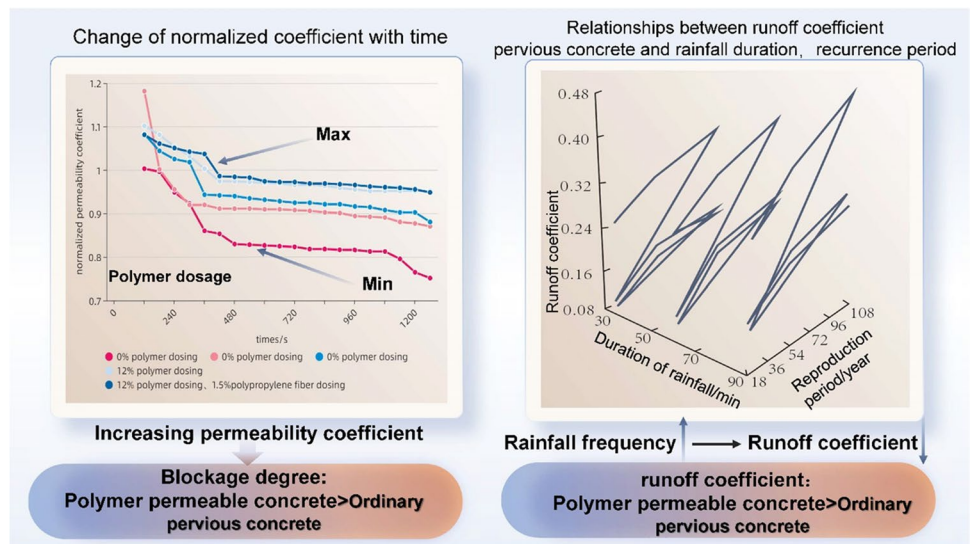 Change of normalized coefficient with time
1.2
1.1
1
0.9
0.8
0.7
normalized permeability coefficient
Max
Min
Polymer dosage
0
240
480
720
960
1200
times/s
0% polymer dosing
0% polymer dosing
0% polymer dosing
12% polymer dosing
12% polymer dosing、1.5%polypropylene fiber dosing
Increasing permeability coefficient
Blockage degree:
Polymer permeable concrete>Ordinary
pervious concrete
Relationships between runoff coefficient
pervious concrete and rainfall duration, recurrence period
0.48
0.40
0.32
0.24
0.16
0.08
Runoff coefficient
30
50
70
90
Duration of rainfall/min
18
36
54
72
96
108
Reproduction
period/year
Rainfall frequency
Runoff coefficient
runoff coefficient:
Polymer permeable concrete>Ordinary
pervious concrete